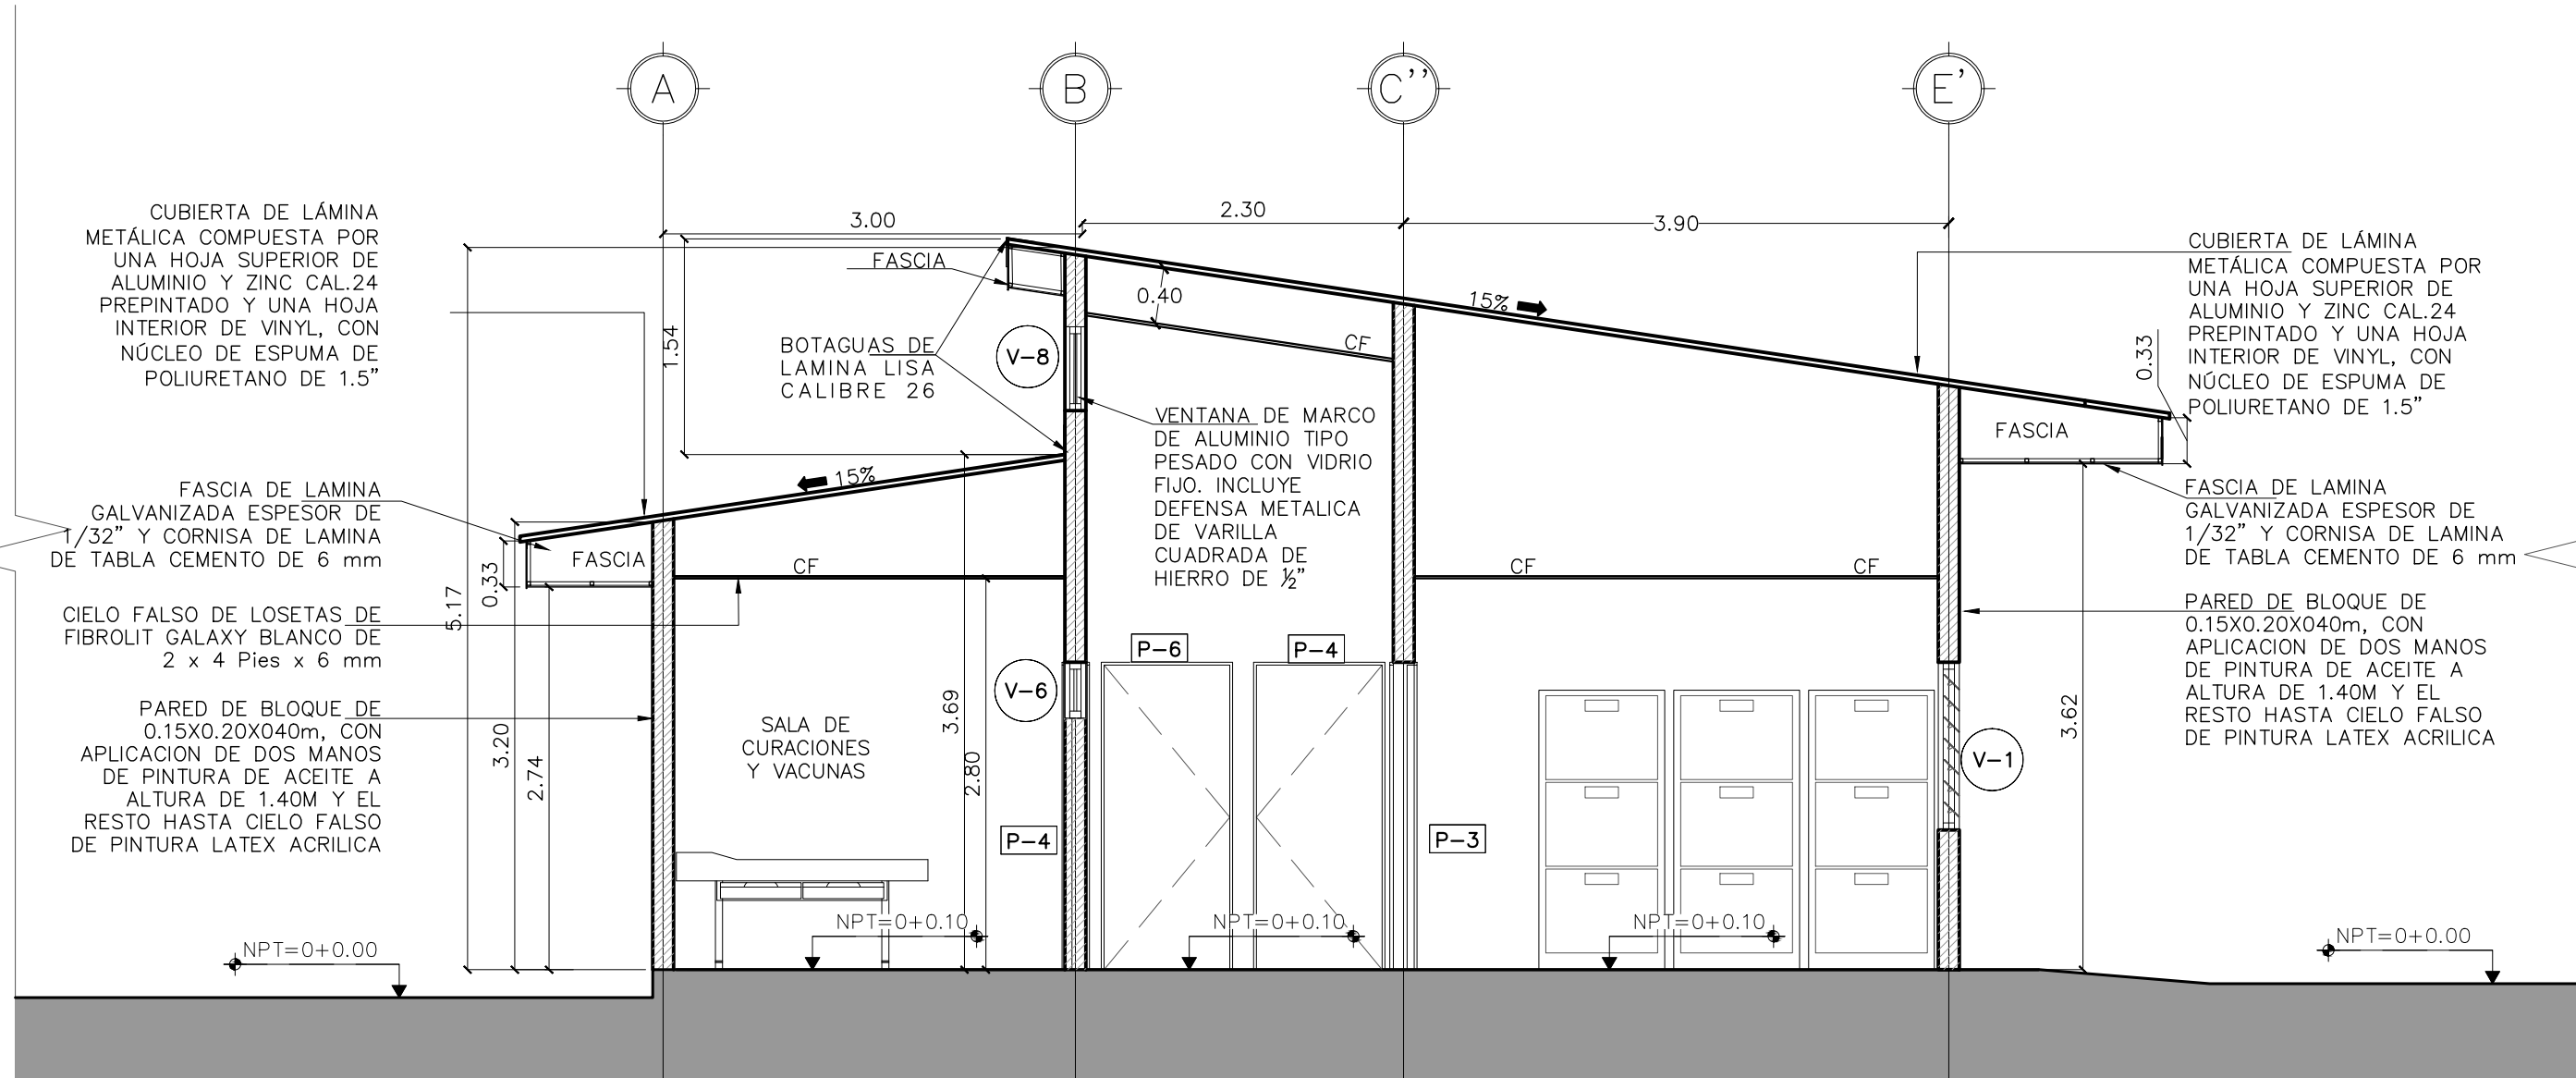 A
B
C''
E'
3.00
2.30
3.90
CUBIERTA DE LÁMINA
METÁLICA COMPUESTA POR
UNA HOJA SUPERIOR DE
ALUMINIO Y ZINC CAL.24
PREPINTADO Y UNA HOJA
INTERIOR DE VINYL, CON
NÚCLEO DE ESPUMA DE
POLIURETANO DE 1.5”
FASCIA DE LAMINA
GALVANIZADA ESPESOR DE
1/32” Y CORNISA DE LAMINA
DE TABLA CEMENTO DE 6 mm
CIELO FALSO DE LOSETAS DE
FIBROLIT GALAXY BLANCO DE
2 x 4 Pies x 6 mm
PARED DE BLOQUE DE
0.15X0.20X040m, CON
APLICACION DE DOS MANOS
DE PINTURA DE ACEITE A
ALTURA DE 1.40M Y EL
RESTO HASTA CIELO FALSO
DE PINTURA LATEX ACRILICA
NPT=0+0.00
5.17
0.33
3.20
2.74
FASCIA
1.54
FASCIA
BOTAGUAS DE
LAMINA LISA
CALIBRE 26
15%
CF
SALA DE
CURACIONES
Y VACUNAS
3.69
2.80
V-8
V-6
P-4
NPT=0+0.10
0.40
CF
VENTANA DE MARCO
DE ALUMINIO TIPO
PESADO CON VIDRIO
FIJO. INCLUYE
DEFENSA METALICA
DE VARILLA
CUADRADA DE
HIERRO DE ½”
P-6
P-4
NPT=0+0.10
15%
CF
CF
P-3
NPT=0+0.10
V-1
FASCIA
0.33
3.62
CUBIERTA DE LÁMINA
METÁLICA COMPUESTA POR
UNA HOJA SUPERIOR DE
ALUMINIO Y ZINC CAL.24
PREPINTADO Y UNA HOJA
INTERIOR DE VINYL, CON
NÚCLEO DE ESPUMA DE
POLIURETANO DE 1.5”
FASCIA DE LAMINA
GALVANIZADA ESPESOR DE
1/32” Y CORNISA DE LAMINA
DE TABLA CEMENTO DE 6 mm
PARED DE BLOQUE DE
0.15X0.20X040m, CON
APLICACION DE DOS MANOS
DE PINTURA DE ACEITE A
ALTURA DE 1.40M Y EL
RESTO HASTA CIELO FALSO
DE PINTURA LATEX ACRILICA
NPT=0+0.00